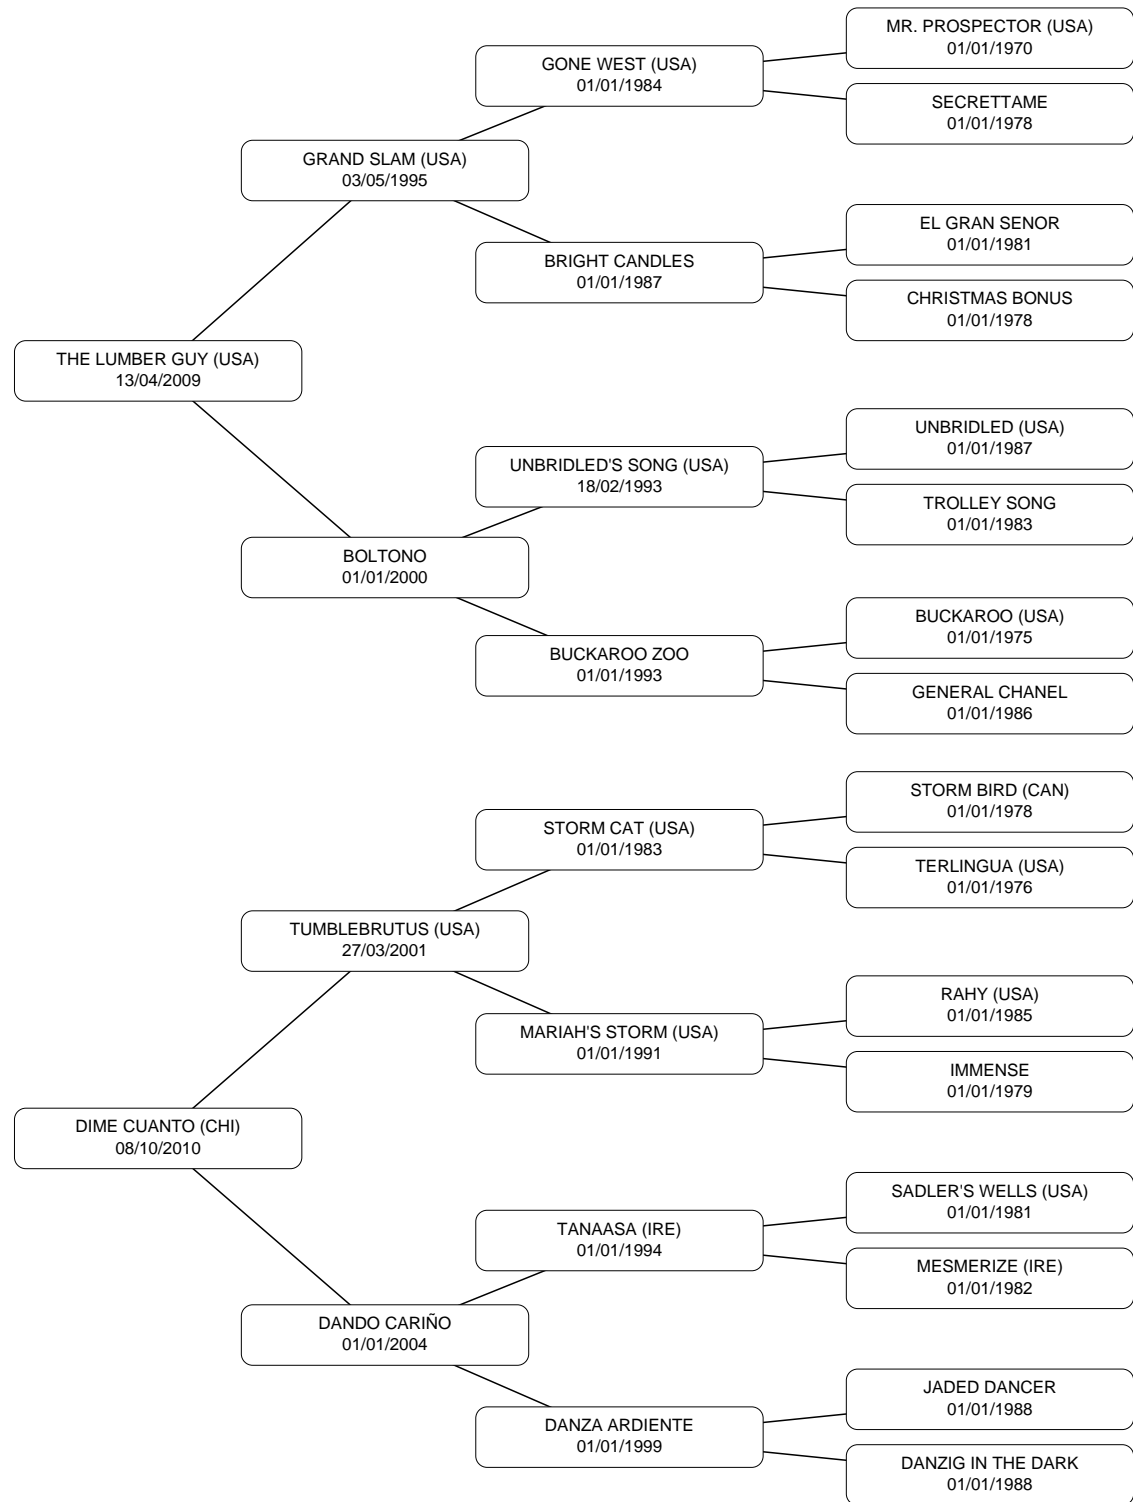 MR. PROSPECTOR (USA)
01/01/1970
GONE WEST (USA)
01/01/1984
SECRETTAME
01/01/1978
GRAND SLAM (USA)
03/05/1995
EL GRAN SENOR
01/01/1981
BRIGHT CANDLES
01/01/1987
CHRISTMAS BONUS
01/01/1978
THE LUMBER GUY (USA)
13/04/2009
UNBRIDLED (USA)
01/01/1987
UNBRIDLED'S SONG (USA)
18/02/1993
TROLLEY SONG
01/01/1983
BOLTONO
01/01/2000
BUCKAROO (USA)
01/01/1975
BUCKAROO ZOO
01/01/1993
GENERAL CHANEL
01/01/1986
STORM BIRD (CAN)
01/01/1978
STORM CAT (USA)
01/01/1983
TERLINGUA (USA)
01/01/1976
TUMBLEBRUTUS (USA)
27/03/2001
RAHY (USA)
01/01/1985
MARIAH'S STORM (USA)
01/01/1991
IMMENSE
01/01/1979
DIME CUANTO (CHI)
08/10/2010
SADLER'S WELLS (USA)
01/01/1981
TANAASA (IRE)
01/01/1994
MESMERIZE (IRE)
01/01/1982
DANDO CARIÑO
01/01/2004
JADED DANCER
01/01/1988
DANZA ARDIENTE
01/01/1999
DANZIG IN THE DARK
01/01/1988